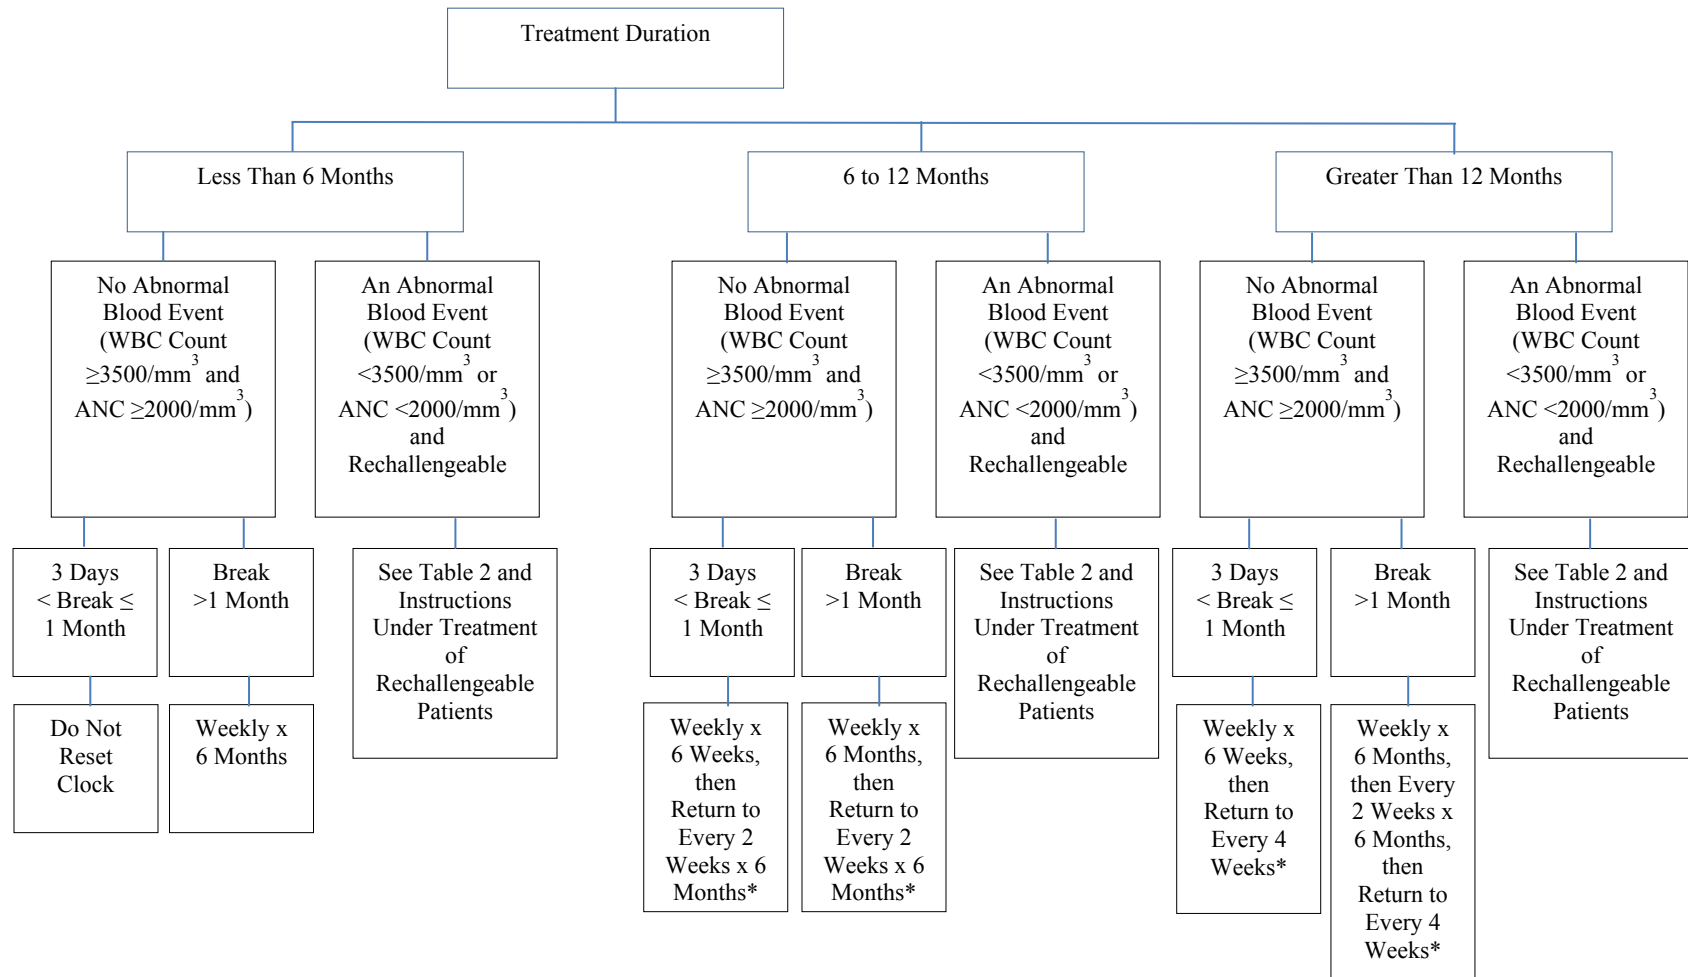 Treatment Duration
Less Than 6 Months
6 to 12 Months
Greater Than 12 Months
No Abnormal
Blood Event
(WBC Count
≥3500/mm³ and
ANC ≥2000/mm³)
An Abnormal
Blood Event
(WBC Count
<3500/mm³ or
ANC <2000/mm³)
and
Rechallengeable
No Abnormal
Blood Event
(WBC Count
≥3500/mm³ and
ANC ≥2000/mm³)
An Abnormal
Blood Event
(WBC Count
<3500/mm³ or
ANC <2000/mm³)
and
Rechallengeable
No Abnormal
Blood Event
(WBC Count
≥3500/mm³ and
ANC ≥2000/mm³)
An Abnormal
Blood Event
(WBC Count
<3500/mm³ or
ANC <2000/mm³)
and
Rechallengeable
3 Days
< Break ≤
1 Month
Break
>1 Month
See Table 2 and
Instructions
Under Treatment
of
Rechallengeable
Patients
3 Days
< Break ≤
1 Month
Break
>1 Month
See Table 2 and
Instructions
Under Treatment
of
Rechallengeable
Patients
3 Days
< Break ≤
1 Month
Break
>1 Month
See Table 2 and
Instructions
Under Treatment
of
Rechallengeable
Patients
Do Not
Reset
Clock
Weekly x
6 Months
Weekly x
6 Weeks,
then
Return to
Every 2
Weeks x 6
Months*
Weekly x
6 Months,
then
Return to
Every 2
Weeks x 6
Months*
Weekly x
6 Weeks,
then
Return to
Every 4
Weeks*
Weekly x
6 Months,
then Every
2 Weeks x
6 Months,
then
Return to
Every 4
Weeks*